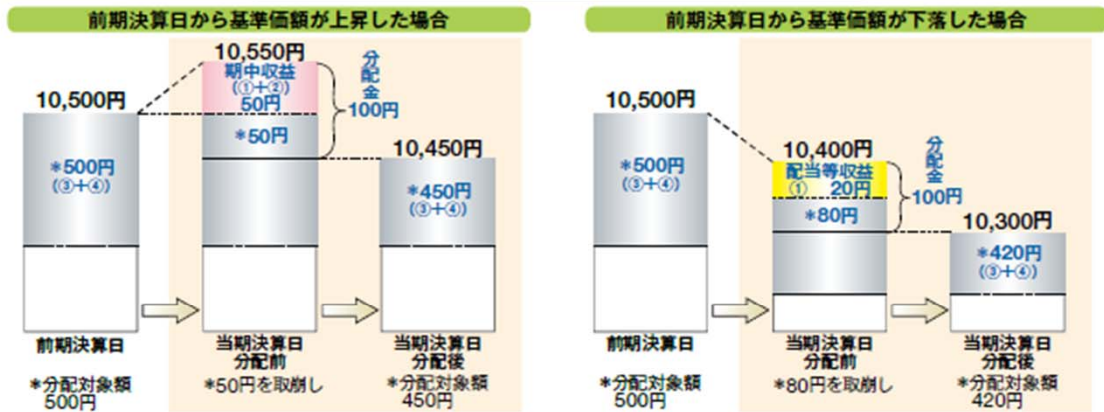 前期決算日から基準価額が上昇した場合
10,550円
期中収益
(①+②)
50円
分配金
100円
10,500円
*50円
10,450円
*500円
(③+④)
*450円
(③+④)
前期決算日
当期決算日
分配前
当期決算日
分配後
*分配対象額
500円
*50円を取崩し
*分配対象額
450円
前期決算日から基準価額が下落した場合
10,500円
10,400円
配当等収益
① 20円
分配金
100円
*500円
(③+④)
*80円
10,300円
*420円
(③+④)
前期決算日
当期決算日
分配前
当期決算日
分配後
*分配対象額
500円
*80円を取崩し
*分配対象額
420円